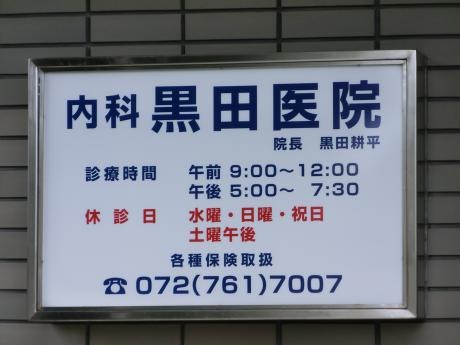 内科 黒田医院
院長 黒田耕平
診療時間 午前 9:00〜12:00
午後 5:00〜 7:30
休診日 水曜・日曜・祝日
土曜午後
各種保険取扱
☎ 072(761)7007